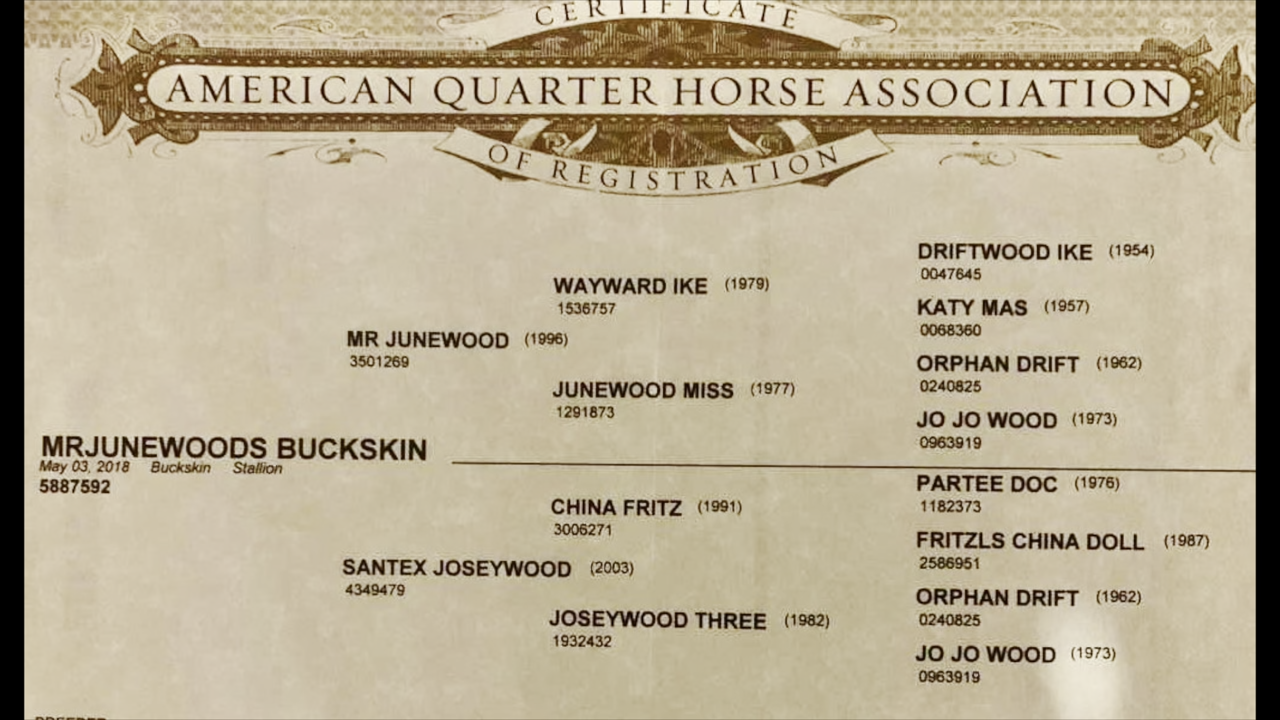 CERTIFICATE
AMERICAN QUARTER HORSE ASSOCIATION
OF REGISTRATION
DRIFTWOOD IKE (1954)
0047645
WAYWARD IKE (1979)
1536757
KATY MAS (1957)
0068360
MR JUNEWOOD (1996)
3501269
ORPHAN DRIFT (1962)
0240825
JUNEWOOD MISS (1977)
1291873
JO JO WOOD (1973)
0963919
MRJUNEWOODS BUCKSKIN
May 03, 2018 Buckskin Stallion
5887592
PARTEE DOC (1976)
1182373
CHINA FRITZ (1991)
3006271
FRITZLS CHINA DOLL (1987)
2586951
SANTEX JOSEYWOOD (2003)
4349479
ORPHAN DRIFT (1962)
0240825
JOSEYWOOD THREE (1982)
1932432
JO JO WOOD (1973)
0963919